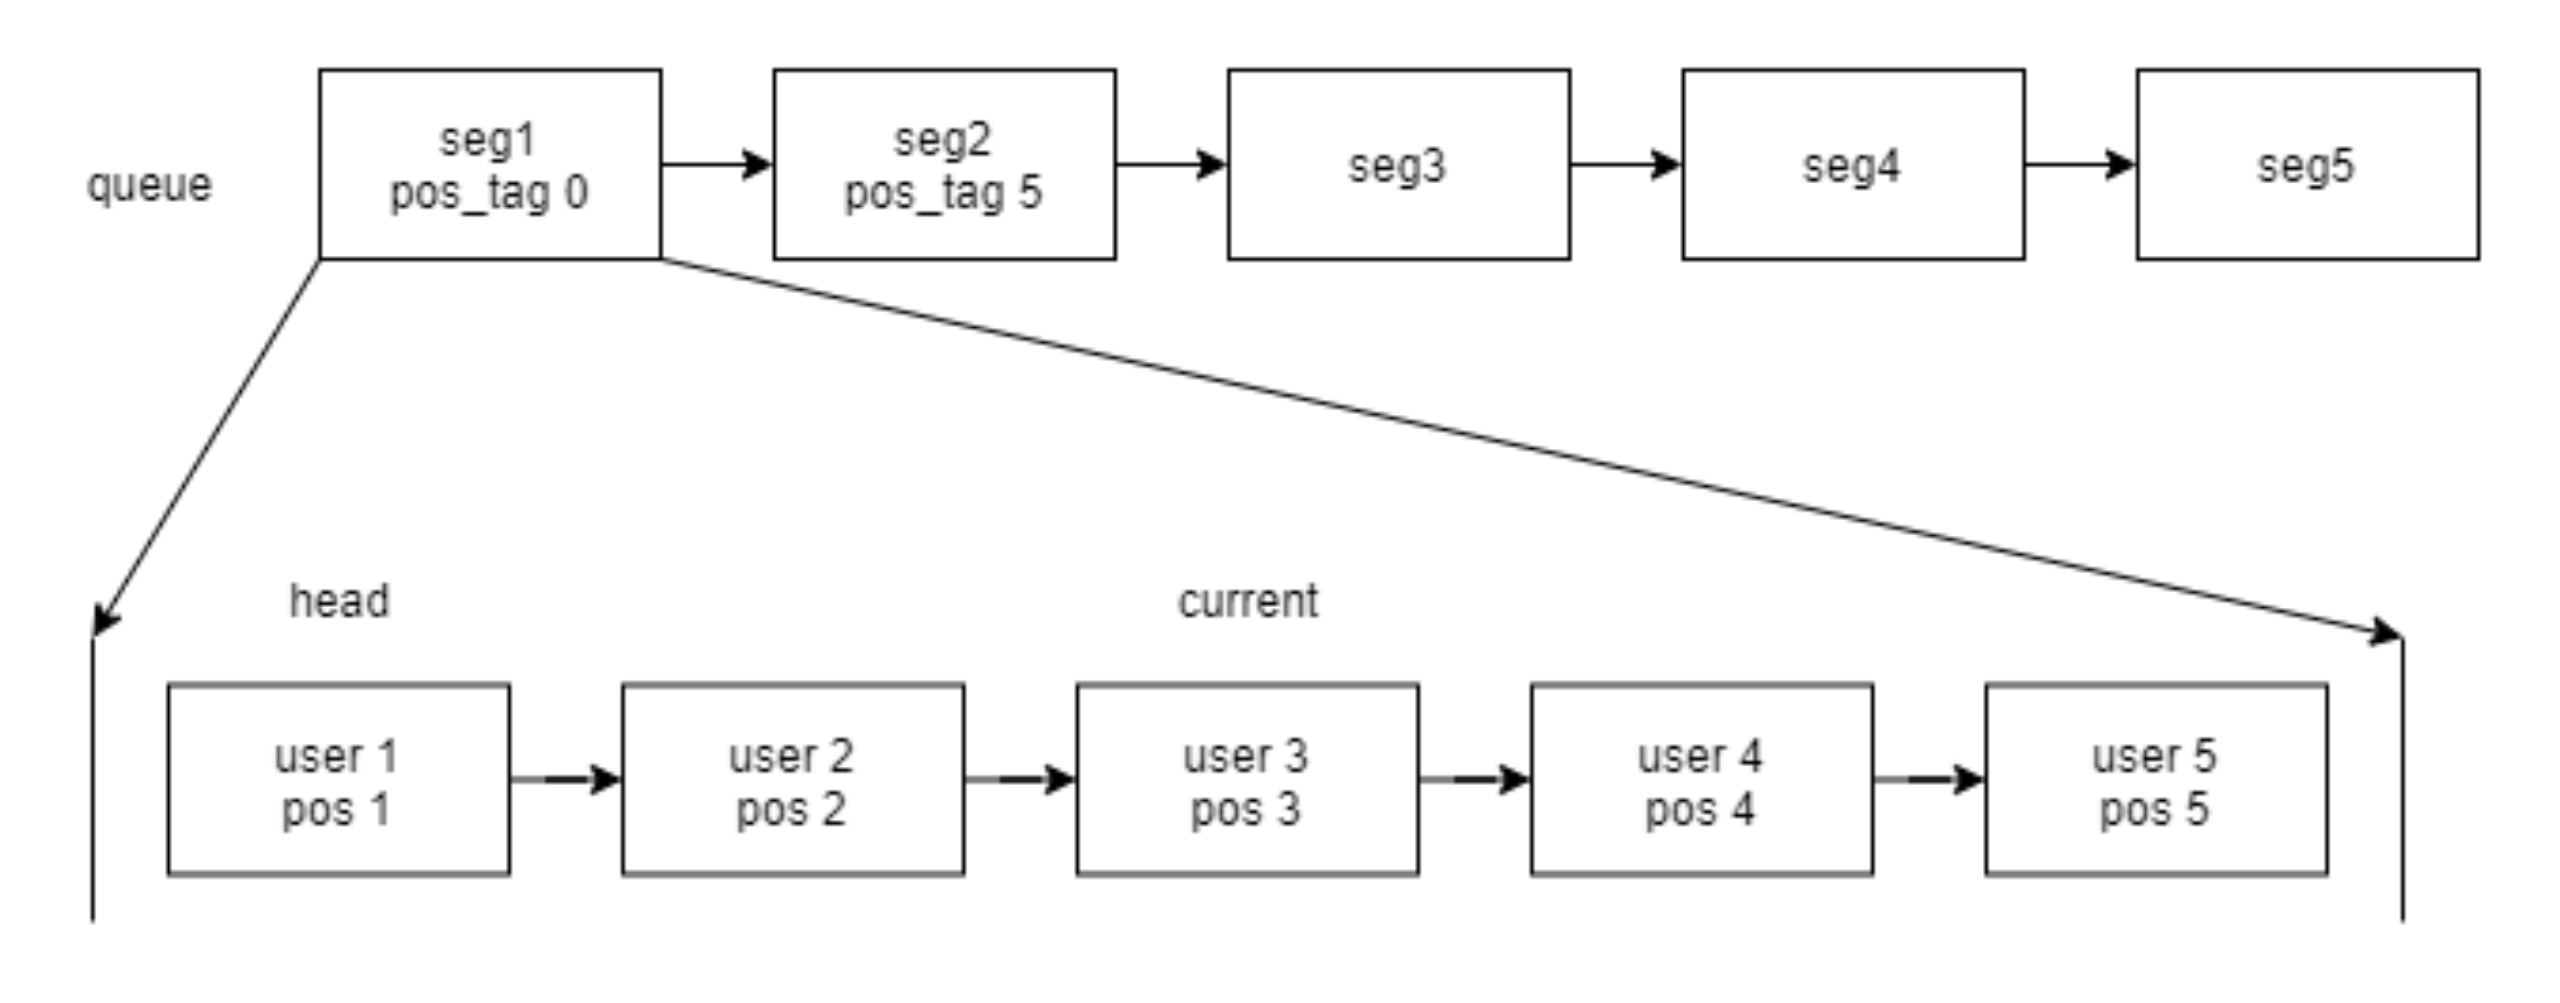 queue
seg1
pos_tag 0
seg2
pos_tag 5
seg3
seg4
seg5
head
current
user 1
pos 1
user 2
pos 2
user 3
pos 3
user 4
pos 4
user 5
pos 5